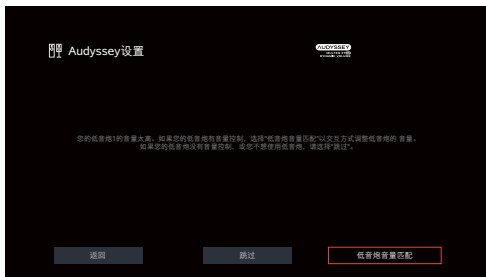 Audyssey设置
AUDYSSEY
DYNAMIC VOLUME
您的低音炮1的音量太高。如果您的低音炮有音量控制，选择“低音炮音量匹配”以交互方式调整低音炮的 音量。
如果您的低音炮没有音量控制，或您不想使用低音炮，请选择“跳过”。
返回
跳过
低音炮音量匹配